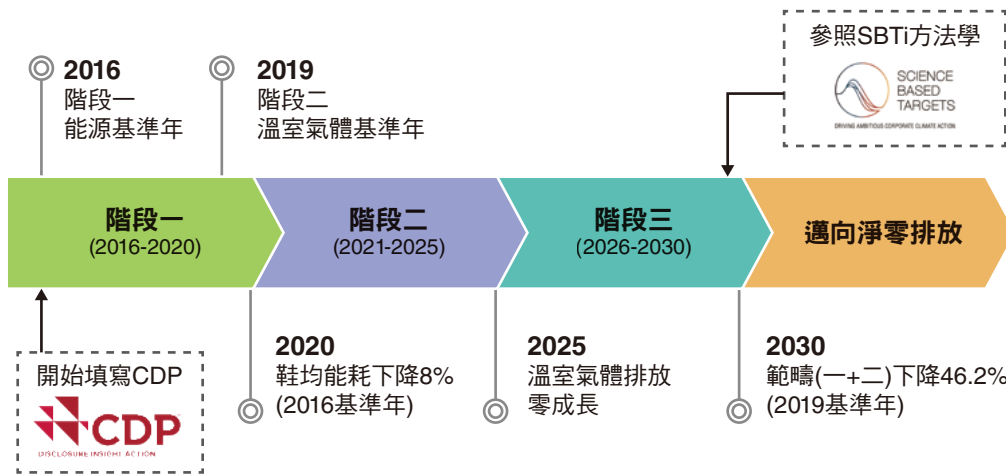 參照SBTi方法學
SCIENCE
BASED
TARGETS
DRIVING AMBITIOUS CORPORATE CLIMATE ACTION
2016
階段一
能源基準年
2019
階段二
溫室氣體基準年
階段一
(2016-2020)
階段二
(2021-2025)
階段三
(2026-2030)
邁向淨零排放
開始填寫CDP
CDP
DISCLOSURE INSIGHT ACTION
2020
鞋均能耗下降8%
(2016基準年)
2025
溫室氣體排放
零成長
2030
範疇(一+二)下降46.2%
(2019基準年)